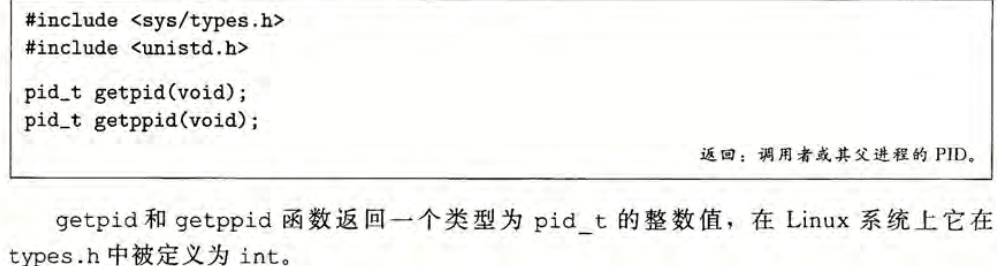 #include <sys/types.h>
#include <unistd.h>
pid_t getpid(void);
pid_t getppid(void);
返回：调用者或其父进程的 PID。
getpid 和 getppid 函数返回一个类型为 pid_t 的整数值，在 Linux 系统上它在
types.h 中被定义为 int。